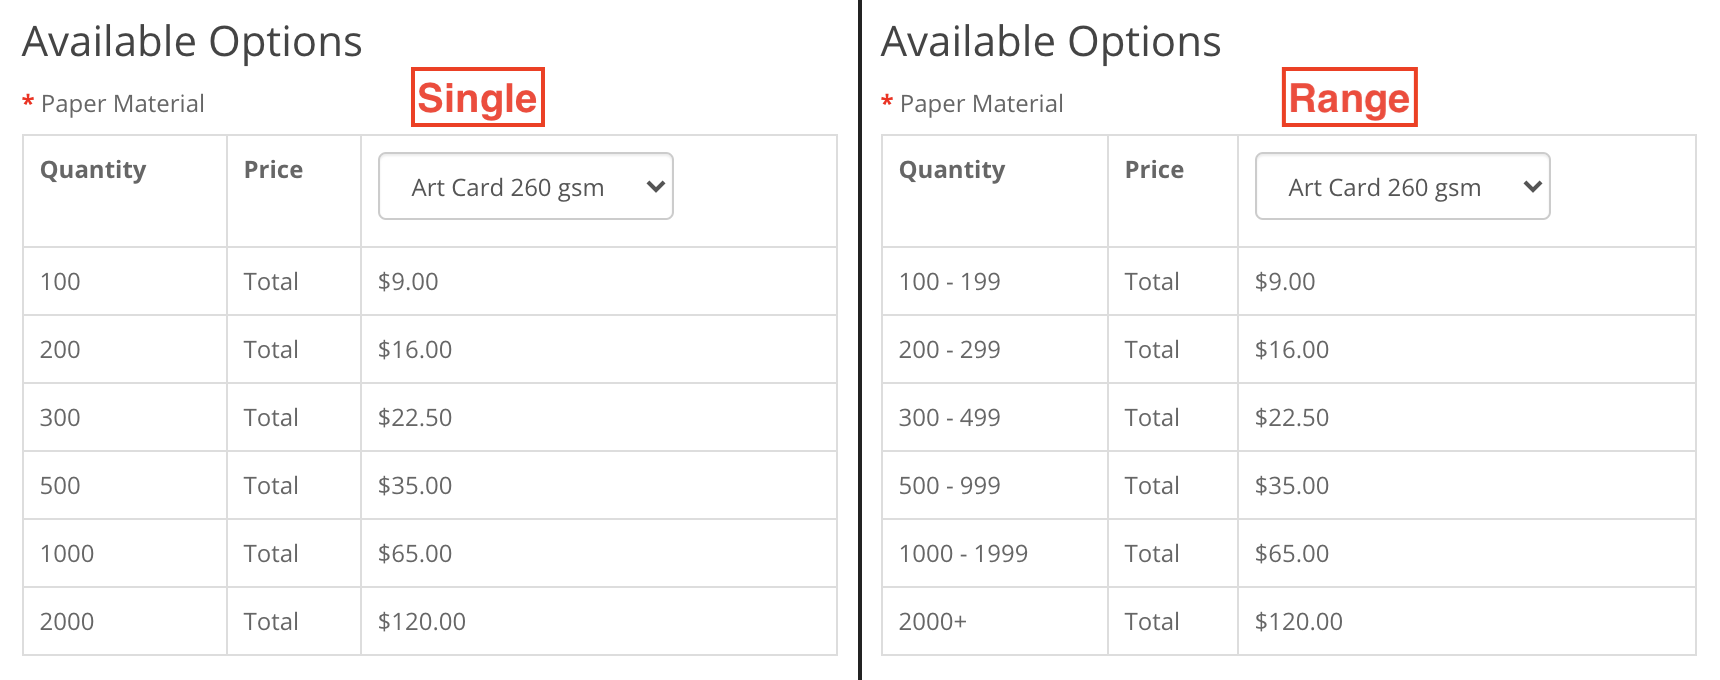 Available Options
Single
* Paper Material
Quantity Price Art Card 260 gsm
100 Total $9.00
200 Total $16.00
300 Total $22.50
500 Total $35.00
1000 Total $65.00
2000 Total $120.00
Available Options
Range
* Paper Material
Quantity Price Art Card 260 gsm
100 - 199 Total $9.00
200 - 299 Total $16.00
300 - 499 Total $22.50
500 - 999 Total $35.00
1000 - 1999 Total $65.00
2000+ Total $120.00